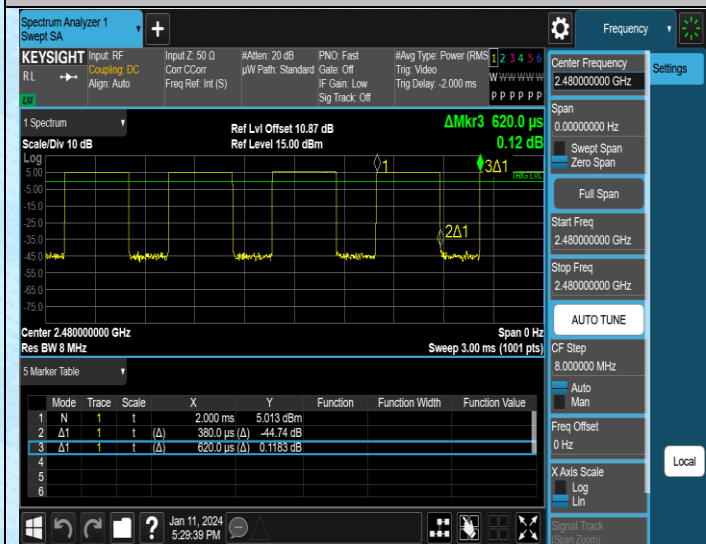 Spectrum Analyzer 1
Swept SA
+
Frequency
KEYSIGHT
RL
LXI
Input: RF
Coupling: DC
Align: Auto
Input Z: 50 Ω
Corr CCorr
Freq Ref: Int (S)
#Atten: 20 dB
µW Path: Standard
PNO: Fast
Gate: Off
IF Gain: Low
Sig Track: Off
#Avg Type: Power (RMS
Trig: Video
Trig Delay: -2.000 ms
1 2 3 4 5 6
W W W W W W
P P P P P P
1 Spectrum
Scale/Div 10 dB
Ref Lvl Offset 10.87 dB
Ref Level 15.00 dBm
ΔMkr3 620.0 µs
0.12 dB
Log
5.00
-5.00
-15.0
-25.0
-35.0
-45.0
-55.0
-65.0
-75.0
1
3Δ1
TRIG LVL
2Δ1
Center 2.480000000 GHz
Res BW 8 MHz
Span 0 Hz
Sweep 3.00 ms (1001 pts)
5 Marker Table
Mode Trace Scale X Y Function Function Width Function Value
1 N 1 t 2.000 ms 5.013 dBm
2 Δ1 1 t (Δ) 380.0 µs (Δ) -44.74 dB
3 Δ1 1 t (Δ) 620.0 µs (Δ) 0.1183 dB
4
5
6
Center Frequency
2.480000000 GHz
Span
0.00000000 Hz
Swept Span
Zero Span
Full Span
Start Freq
2.480000000 GHz
Stop Freq
2.480000000 GHz
AUTO TUNE
CF Step
8.000000 MHz
Auto
Man
Freq Offset
0 Hz
X Axis Scale
Log
Lin
Signal Track
(Span Zoom)
Settings
Local
?
Jan 11, 2024
5:29:39 PM